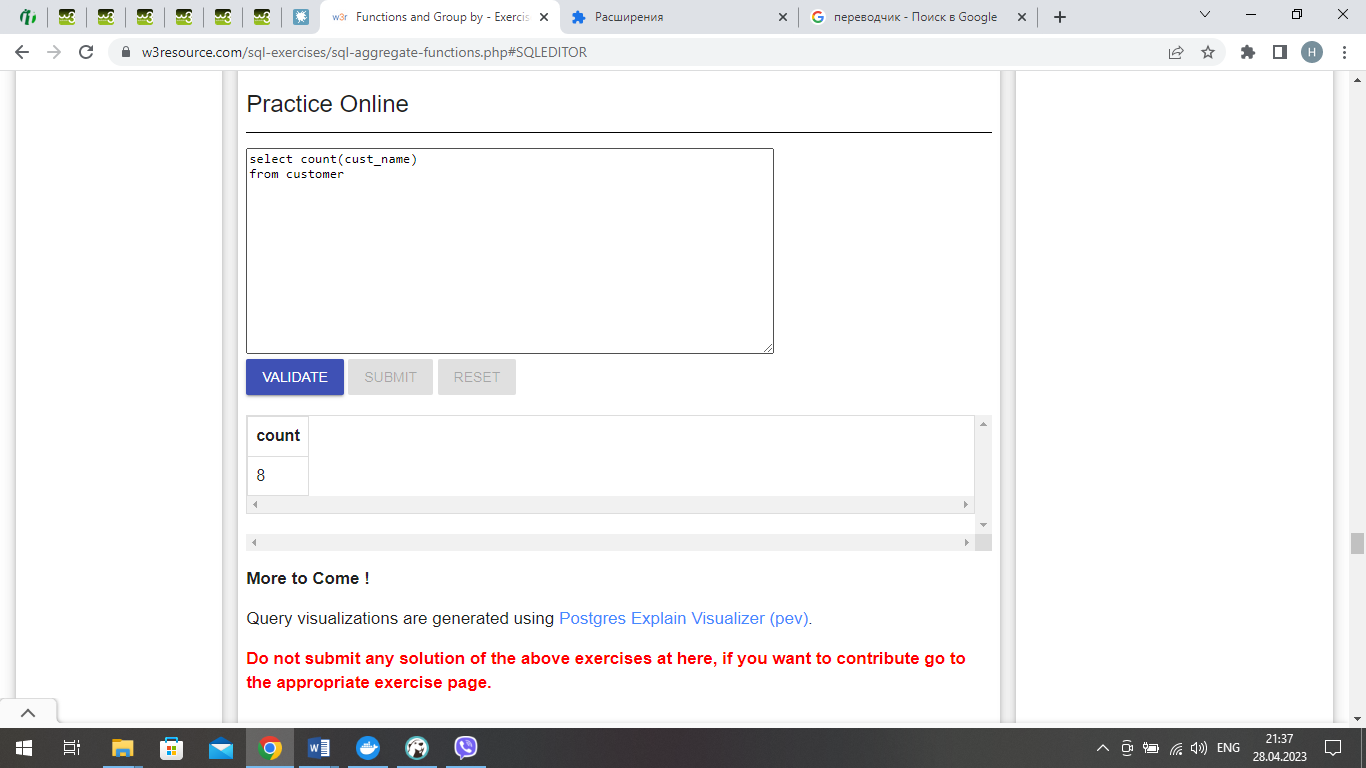 w3r Functions and Group by - Exercis
Расширения
переводчик - Поиск в Google
w3resource.com/sql-exercises/sql-aggregate-functions.php#SQLEDITOR
H
Practice Online
select count(cust_name)
from customer
VALIDATE SUBMIT RESET
count
8
More to Come !
Query visualizations are generated using Postgres Explain Visualizer (pev).
Do not submit any solution of the above exercises at here, if you want to contribute go to
the appropriate exercise page.
ENG
21:37
28.04.2023